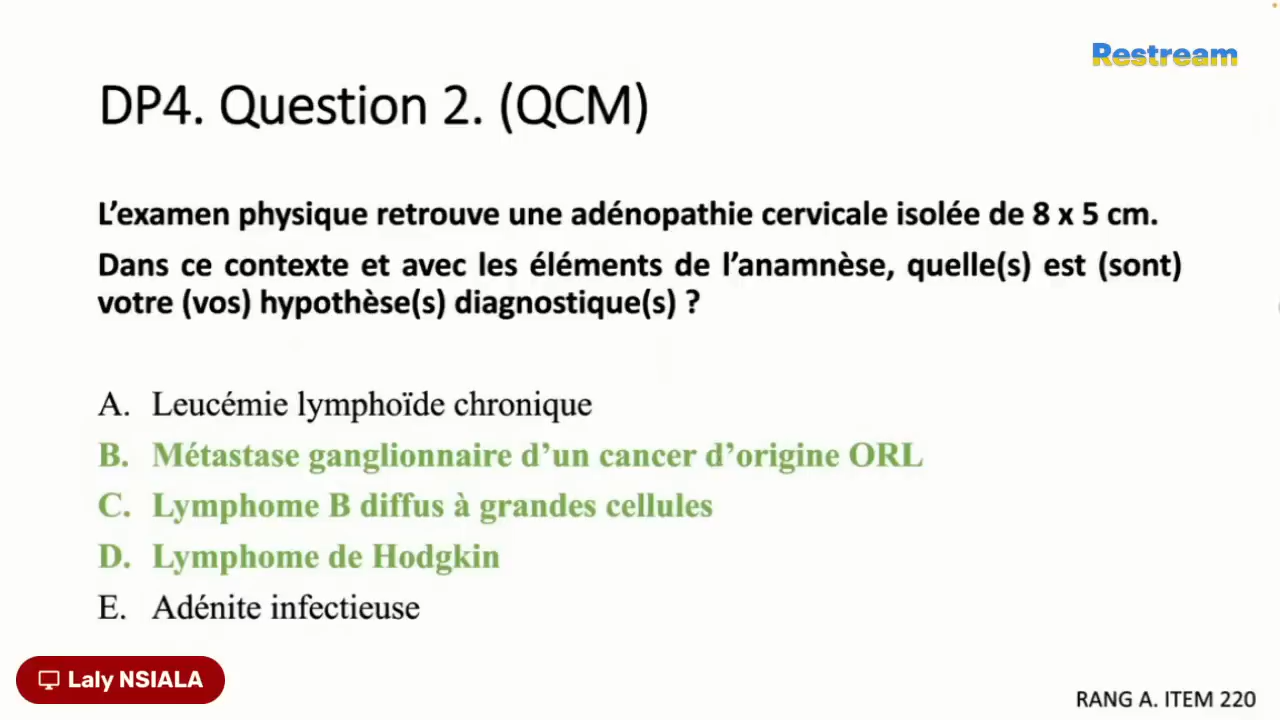 Restream
DP4. Question 2. (QCM)
L’examen physique retrouve une adénopathie cervicale isolée de 8 x 5 cm.
Dans ce contexte et avec les éléments de l’anamnèse, quelle(s) est (sont)
votre (vos) hypothèse(s) diagnostique(s) ?
A. Leucémie lymphoïde chronique
B. Métastase ganglionnaire d’un cancer d’origine ORL
C. Lymphome B diffus à grandes cellules
D. Lymphome de Hodgkin
E. Adénite infectieuse
Laly NSIALA
RANG A. ITEM 220